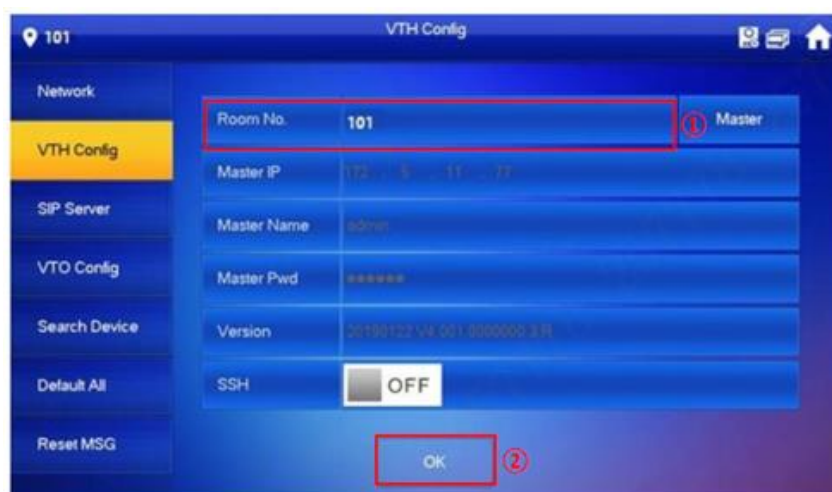 101
VTH Config
Network
VTH Config
SIP Server
VTO Config
Search Device
Default All
Reset MSG
Room No. 101 ① Master
Master IP
Master Name admin
Master Pwd ******
Version
SSH OFF
OK ②